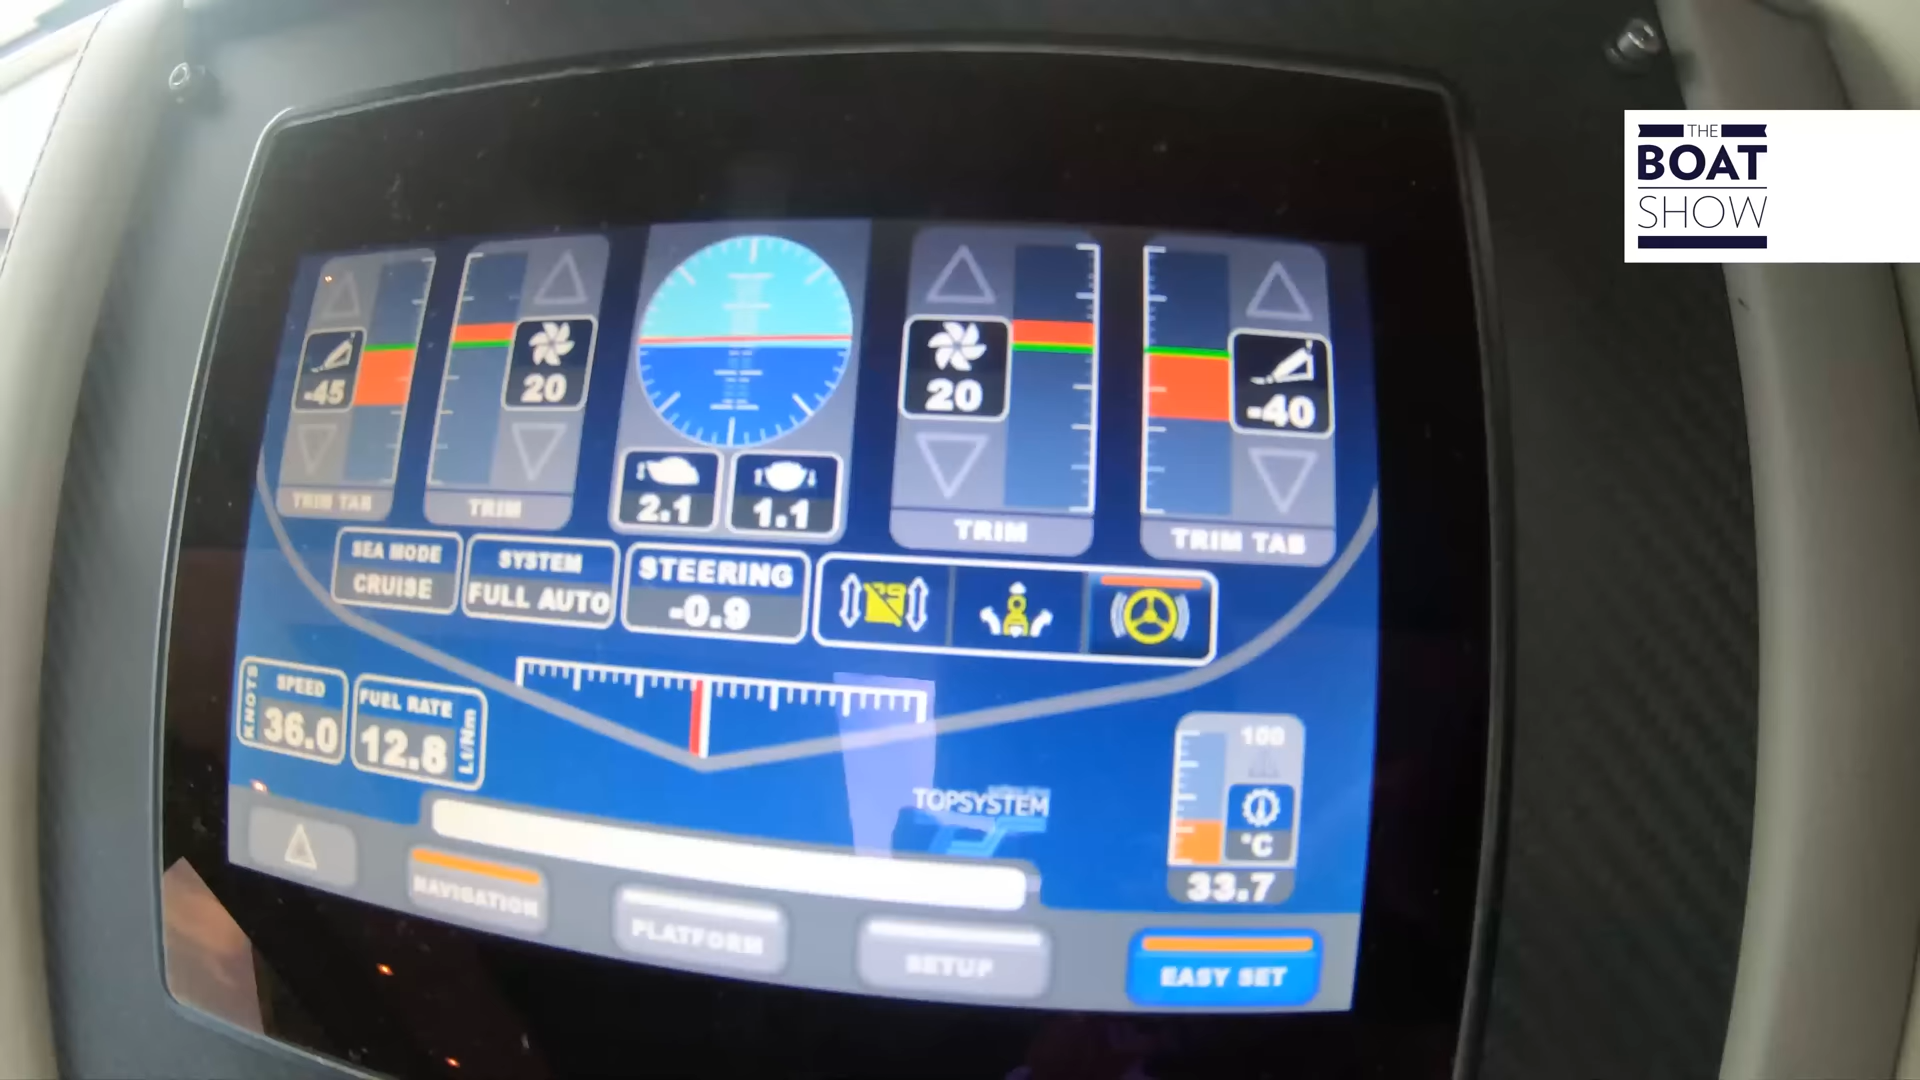 THE
BOAT
SHOW
-45
20
20
-40
2.1
1.1
TRIM TAB
TRIM
TRIM
TRIM TAB
SEA MODE
CRUISE
SYSTEM
FULL AUTO
STEERING
-0.9
KNOTS
SPEED
36.0
FUEL RATE
12.8
Lt/Nm
100
°C
33.7
TOPSYSTEM
NAVIGATION
PLATFORM
SETUP
EASY SET